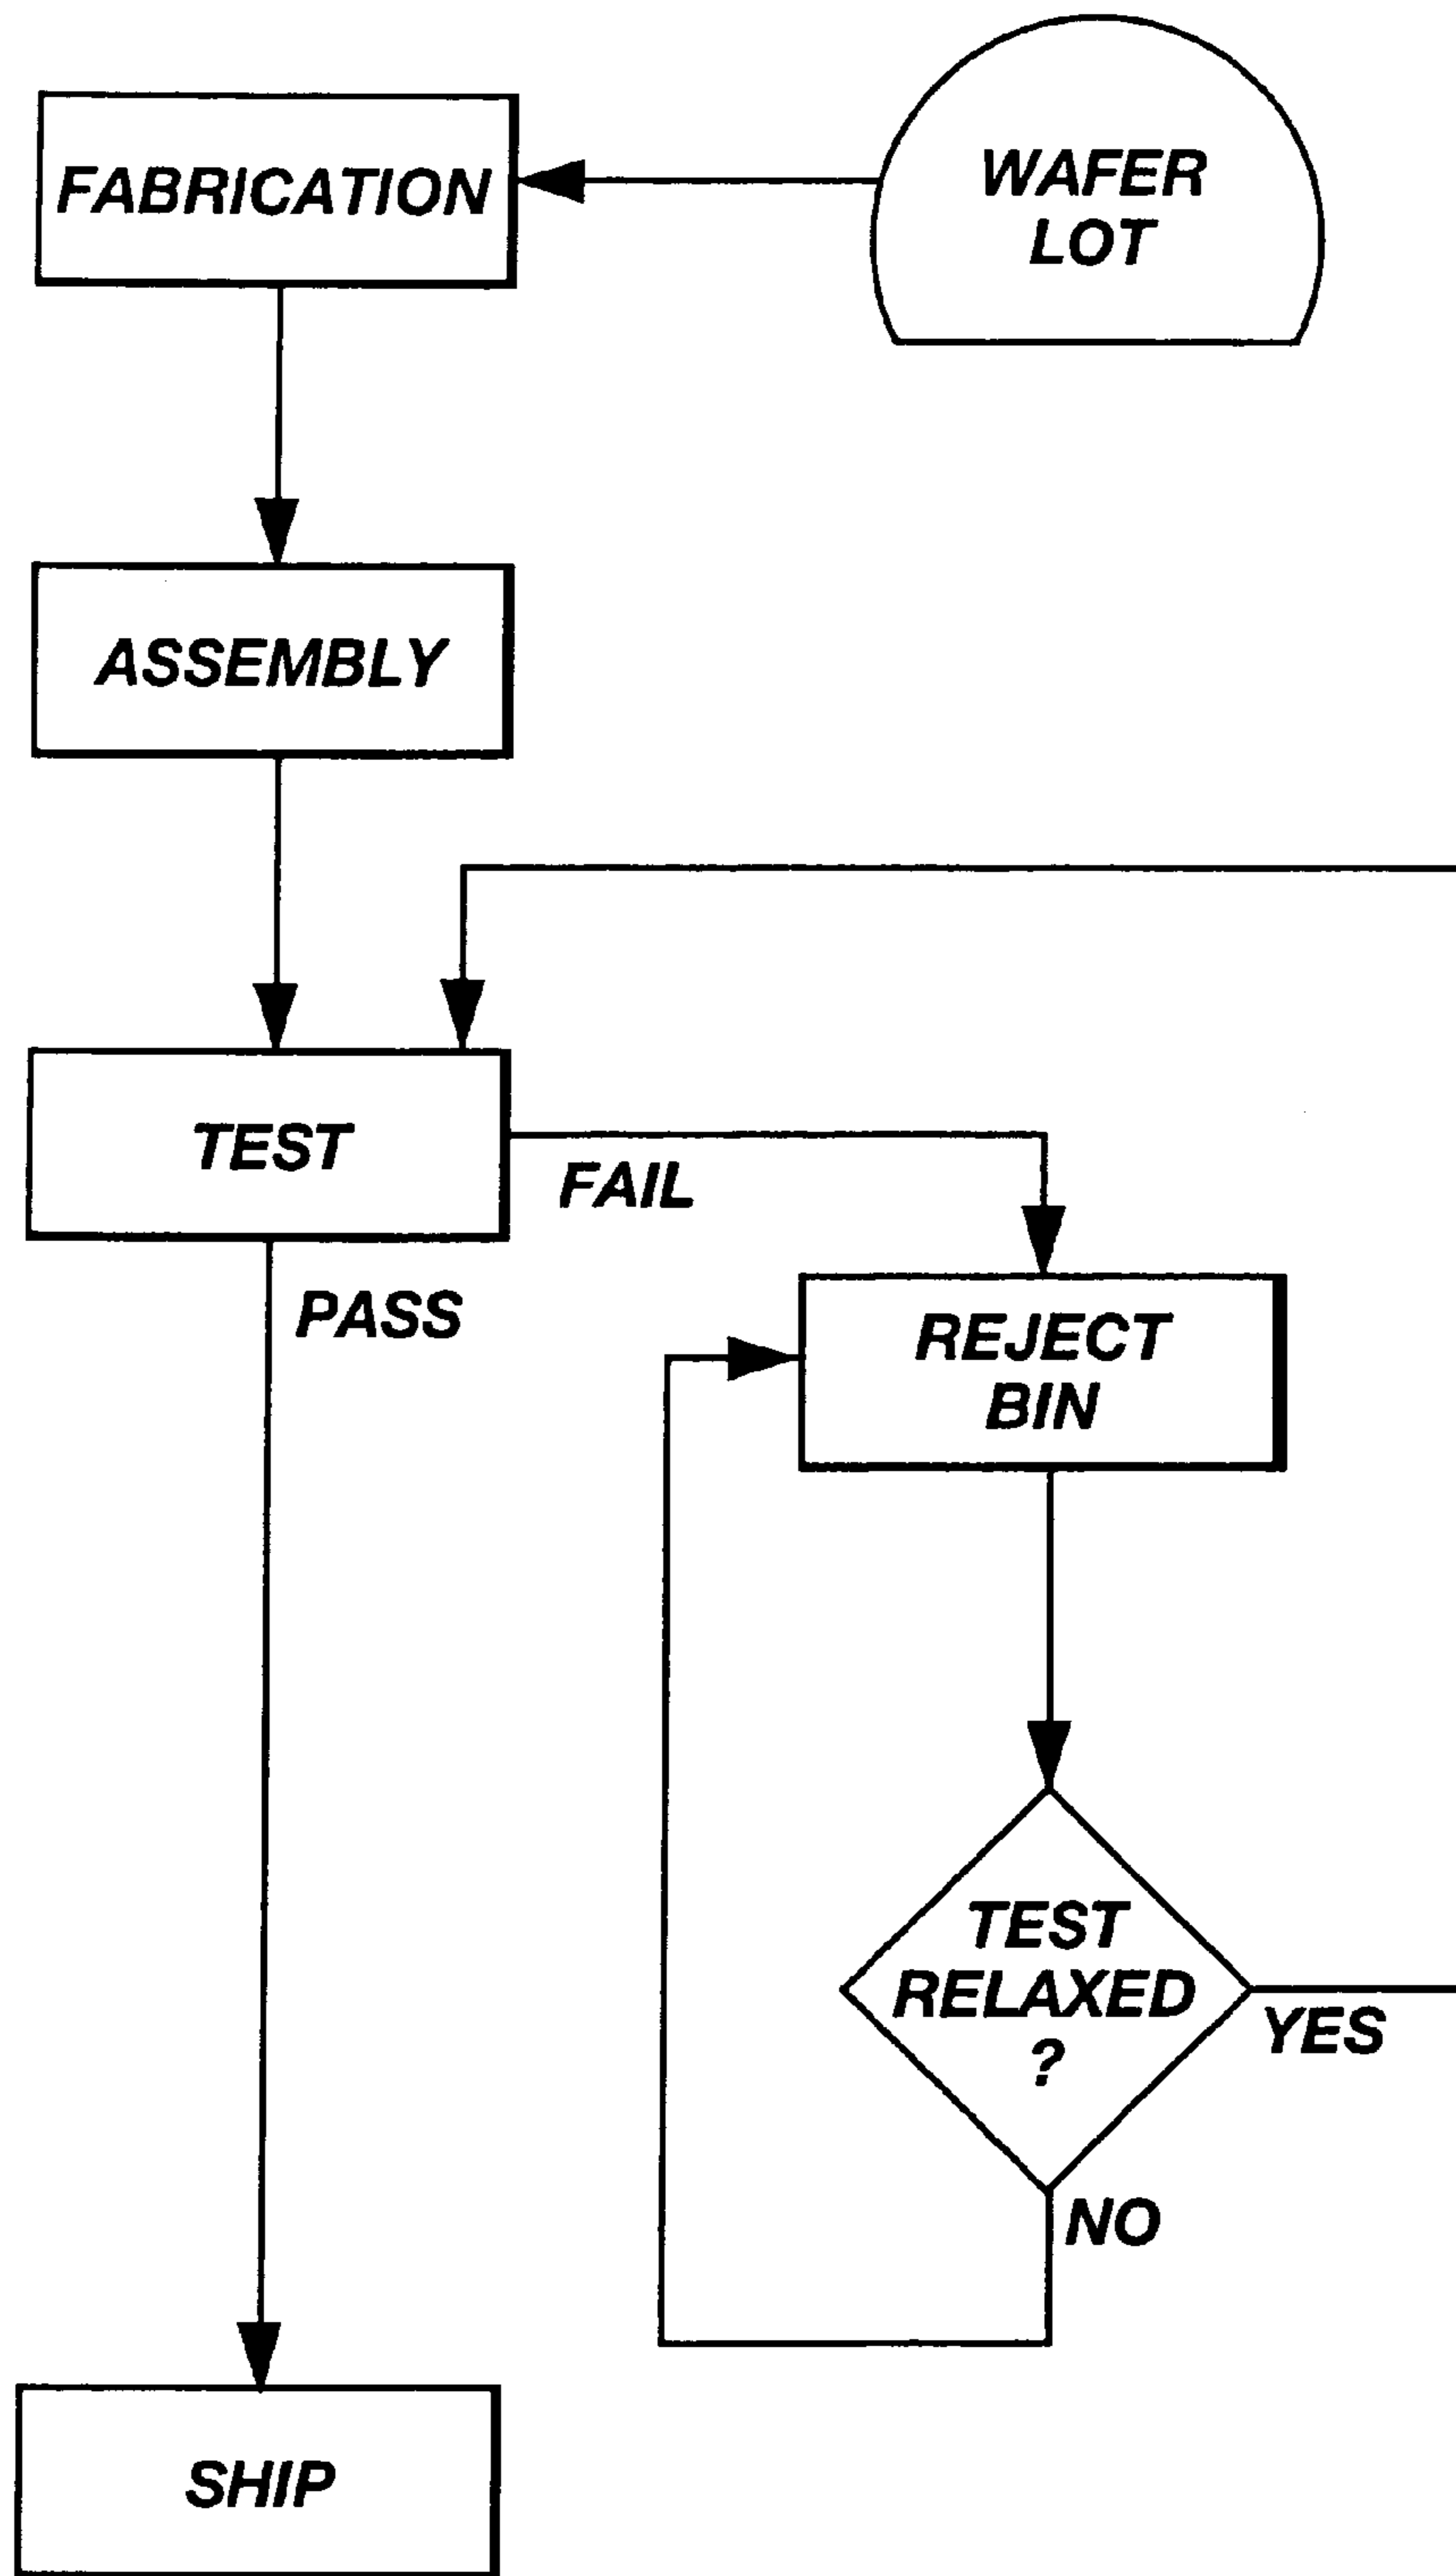 FABRICATION
WAFER
LOT
ASSEMBLY
TEST
FAIL
PASS
REJECT
BIN
TEST
RELAXED
?
YES
NO
SHIP